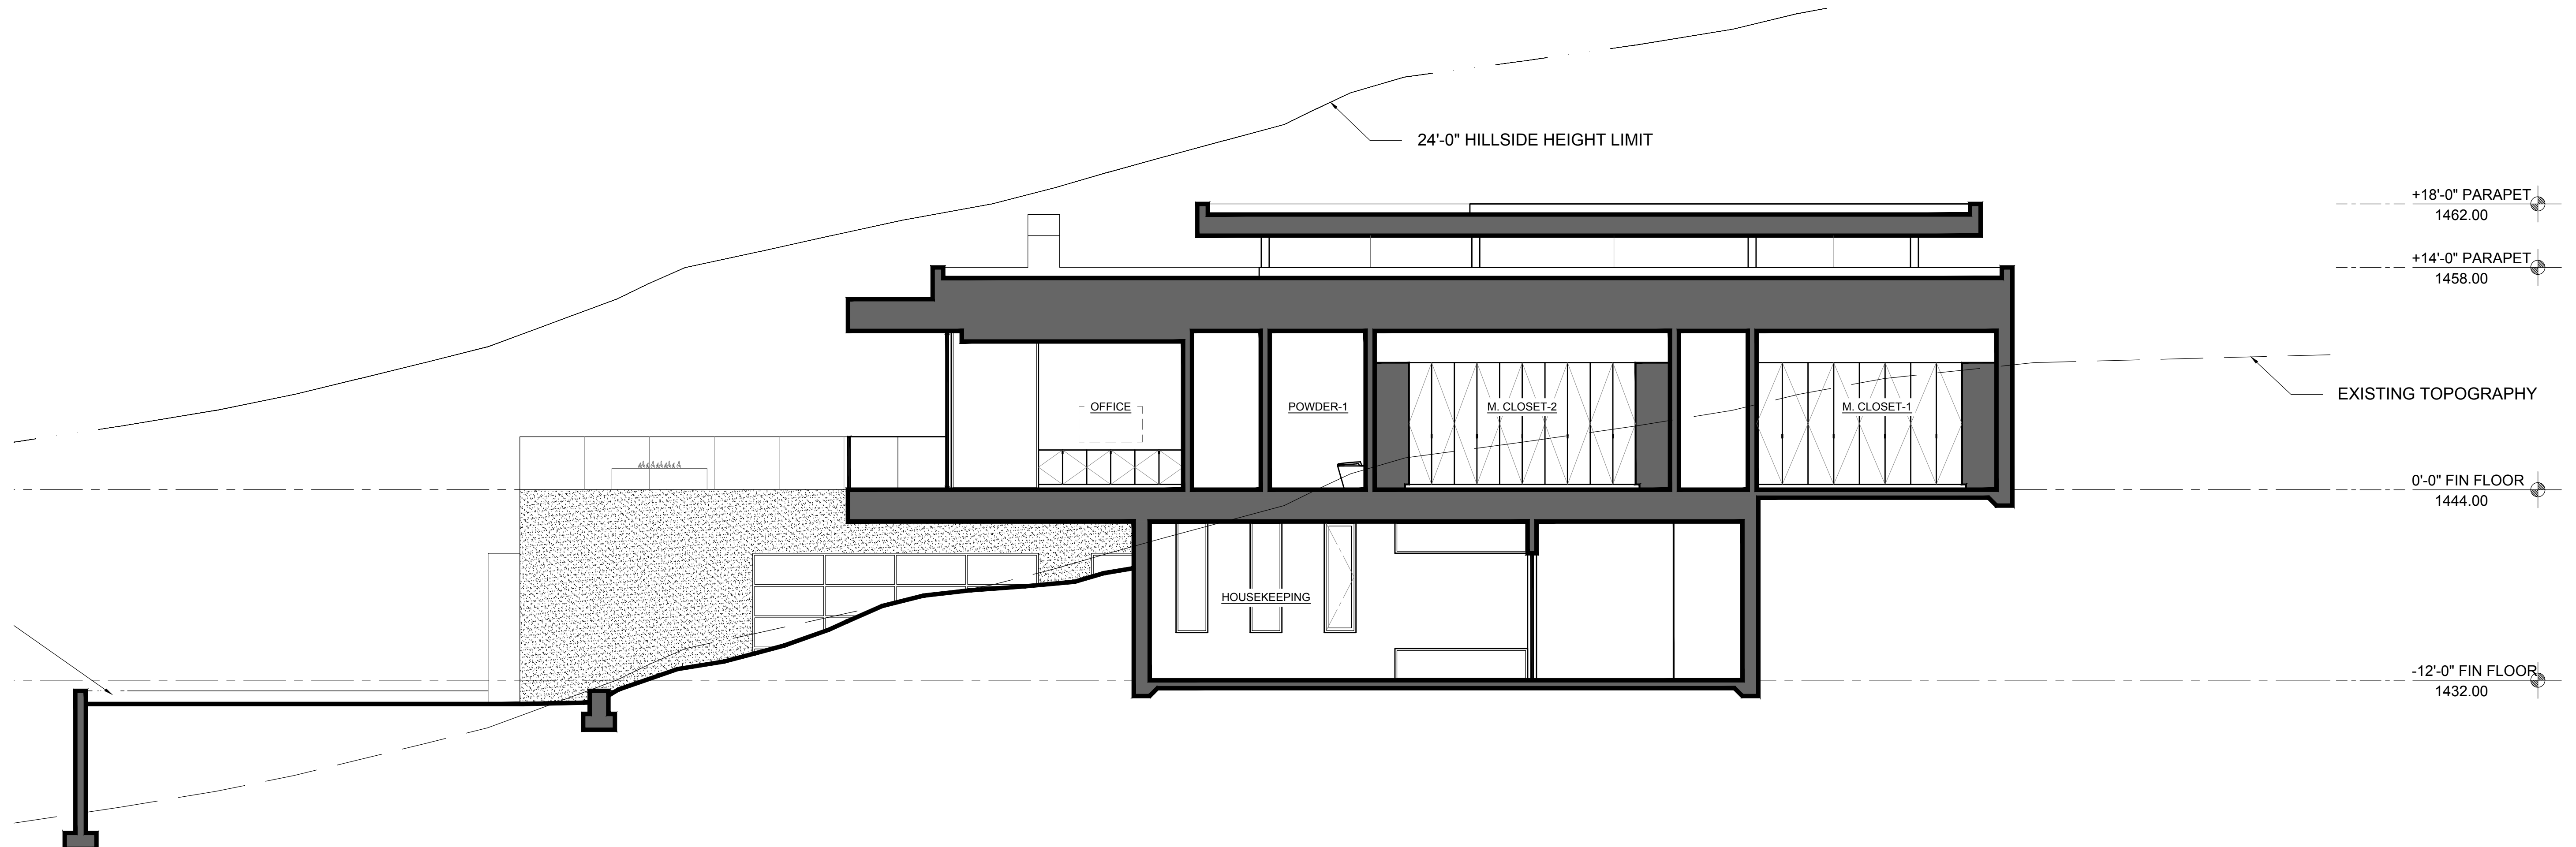 24'-0" HILLSIDE HEIGHT LIMIT
+18'-0" PARAPET
1462.00
+14'-0" PARAPET
1458.00
EXISTING TOPOGRAPHY
OFFICE
POWDER-1
M. CLOSET-2
M. CLOSET-1
0'-0" FIN FLOOR
1444.00
HOUSEKEEPING
-12'-0" FIN FLOOR
1432.00